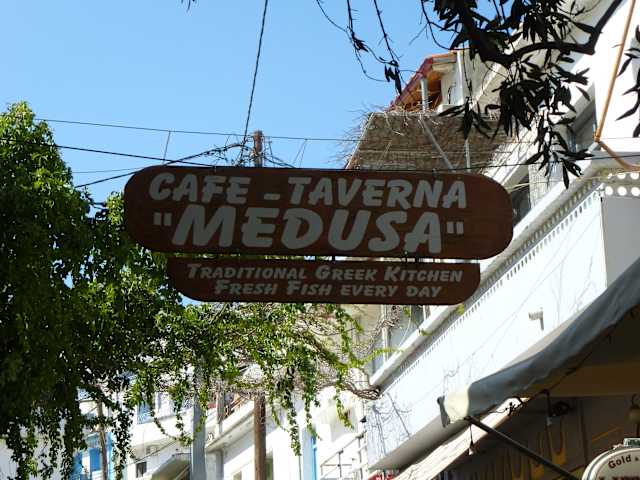 CAFE - TAVERNA
"MEDUSA"
TRADITIONAL GREEK KITCHEN
FRESH FISH EVERY DAY
Gold &